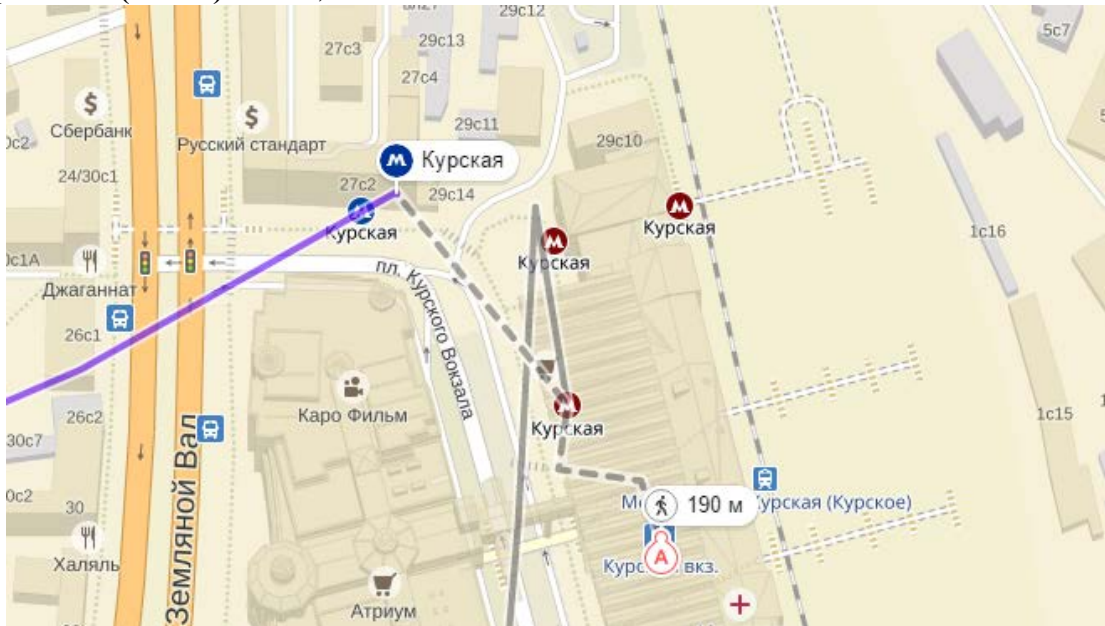 29с12
5с7
27с3
29с13
27с4
Сбербанк
29с11
Русский стандарт
29с10
0с2
Курская
24/30с1
27с2
29с14
Курская
Курская
Курская
1с16
0с1А
Джаганнат
пл. Курского Вокзала
26с1
Каро Фильм
26с2
Курская
1с15
30с7
Земляной Вал
0с2
30
190 м
Курская (Курское)
Халяль
вкз.
А
Атриум